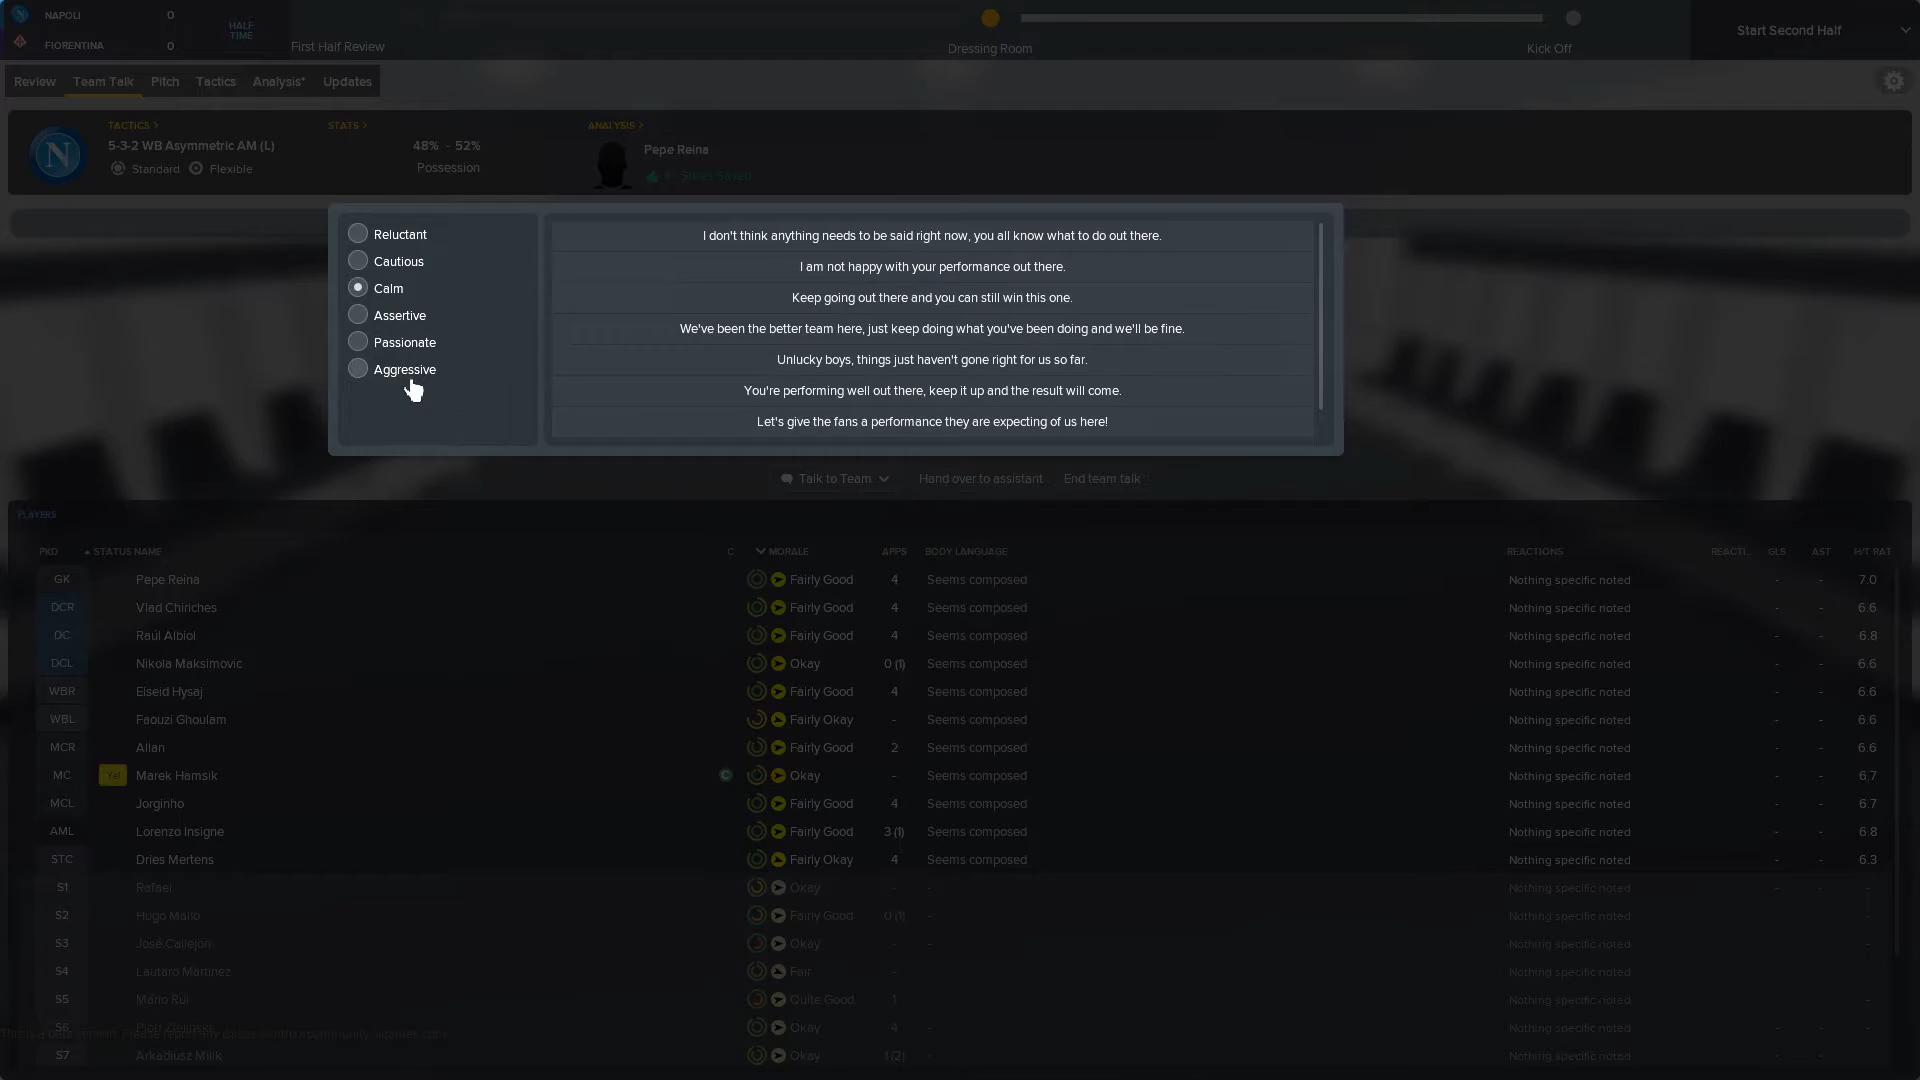 NAPOLI 0
FIORENTINA 0
HALF TIME
First Half Review
Dressing Room
Kick Off
Start Second Half
Review Team Talk Pitch Tactics Analysis* Updates
TACTICS >
5-3-2 WB Asymmetric AM (L)
Standard Flexible
STATS >
48% - 52%
Possession
ANALYSIS >
Pepe Reina
Shots Saved
Reluctant
Cautious
Calm
Assertive
Passionate
Aggressive
I don't think anything needs to be said right now, you all know what to do out there.
I am not happy with your performance out there.
Keep going out there and you can still win this one.
We've been the better team here, just keep doing what you've been doing and we'll be fine.
Unlucky boys, things just haven't gone right for us so far.
You're performing well out there, keep it up and the result will come.
Let's give the fans a performance they are expecting of us here!
Talk to Team Hand over to assistant End team talk
PLAYERS
PKD STATUS NAME C MORALE APPS BODY LANGUAGE REACTIONS REACTI... GLS AST H/T RAT
GK Pepe Reina Fairly Good 4 Seems composed Nothing specific noted - - 7.0
DCR Vlad Chiriches Fairly Good 4 Seems composed Nothing specific noted - - 6.6
DC Raúl Albiol Fairly Good 4 Seems composed Nothing specific noted - - 6.8
DCL Nikola Maksimovic Okay 0 (1) Seems composed Nothing specific noted - - 6.6
WBR Elseid Hysaj Fairly Good 4 Seems composed Nothing specific noted - - 6.6
WBL Faouzi Ghoulam Fairly Okay - Seems composed Nothing specific noted - - 6.6
MCR Allan Fairly Good 2 Seems composed Nothing specific noted - - 6.6
MC Yel Marek Hamsik C Okay - Seems composed Nothing specific noted - - 6.7
MCL Jorginho Fairly Good 4 Seems composed Nothing specific noted - - 6.7
AML Lorenzo Insigne Fairly Good 3 (1) Seems composed Nothing specific noted - - 6.8
STC Dries Mertens Fairly Okay 4 Seems composed Nothing specific noted - - 6.3
S1 Rafael Okay - - Nothing specific noted - - -
S2 Hugo Mallo Fairly Good 0 (1) - Nothing specific noted -
S3 José Callejón Okay - - Nothing specific noted -
S4 Lautaro Martínez Fair - Nothing specific noted -
S5 Mário Rui Quite Good 1 Nothing specific noted -
S6 Piotr Zielinski Okay 4 - Nothing specific noted -
S7 Arkadiusz Milik Okay 1 (2) - Nothing specific noted -